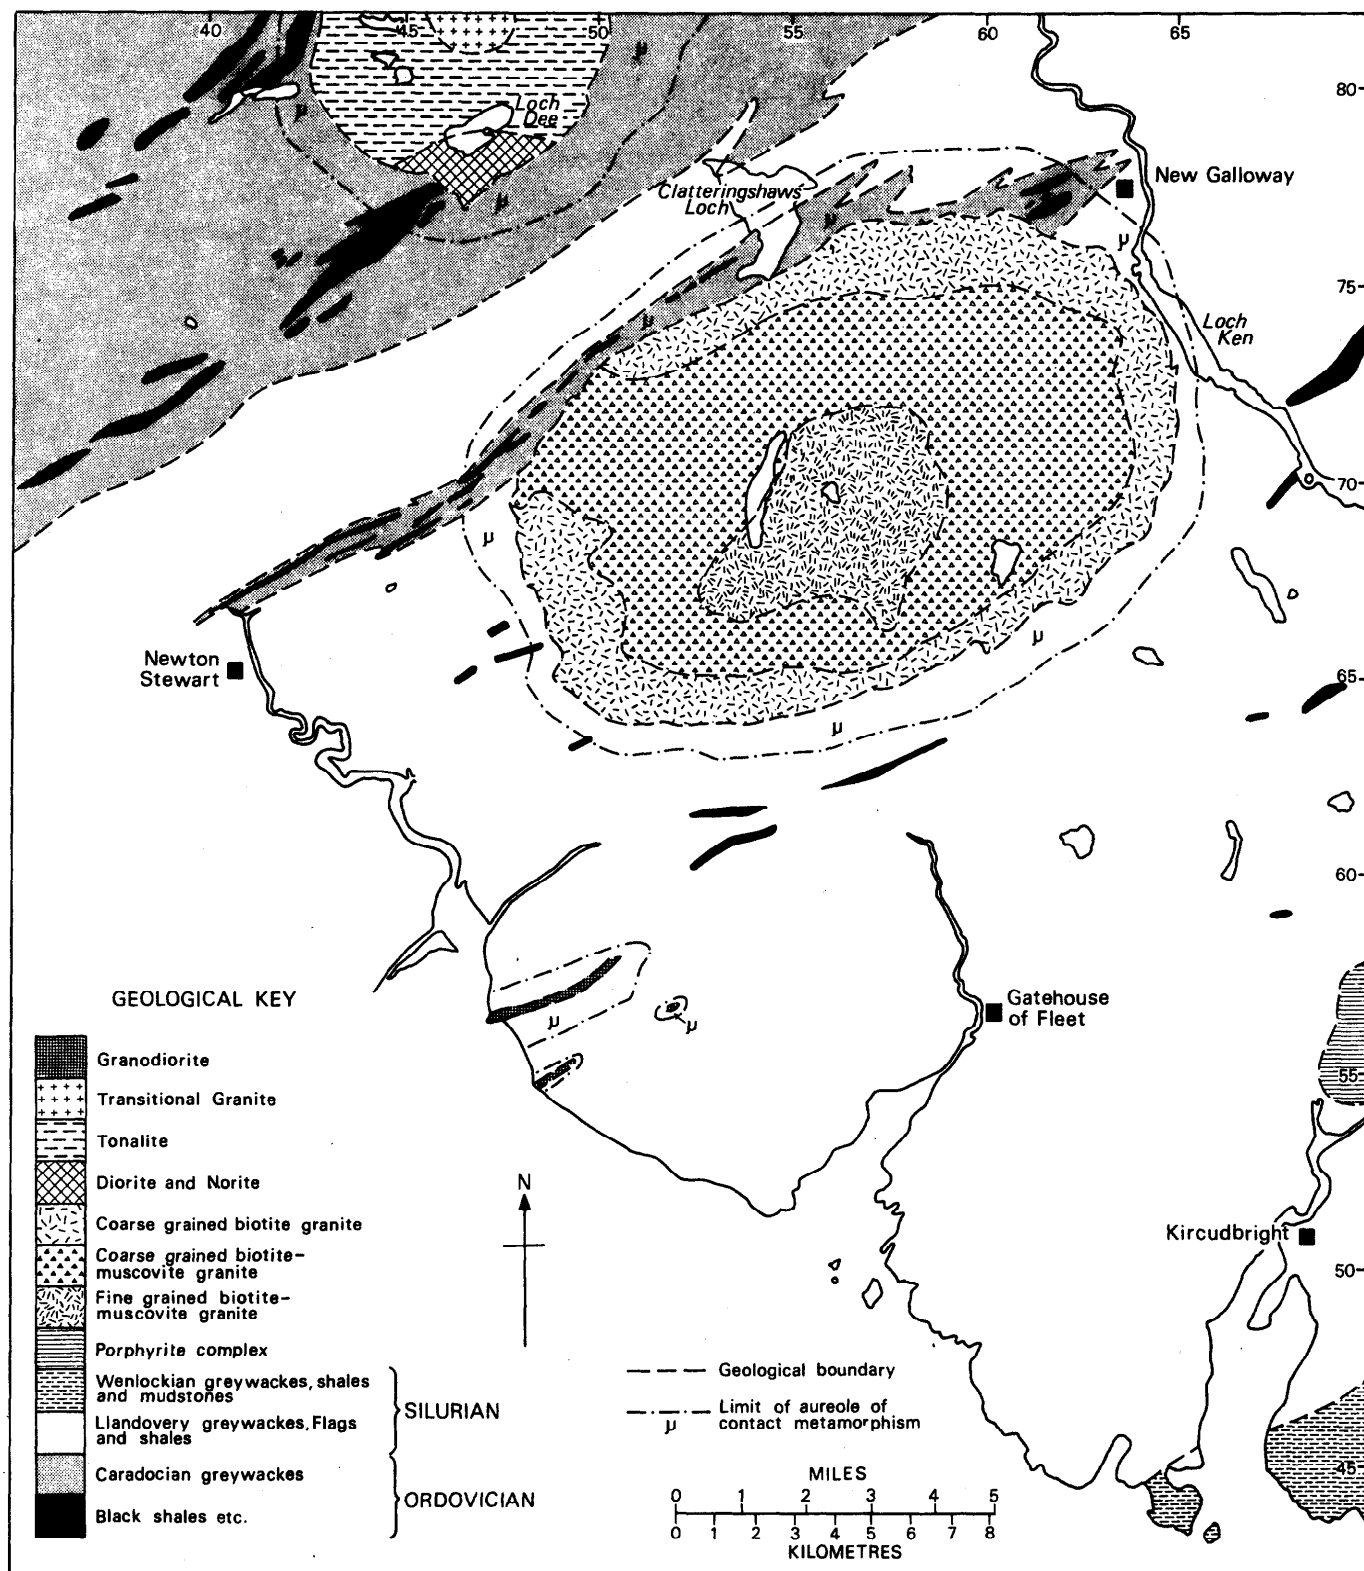 40
45
50
55
60
65
80
µ
Loch
Dee
µ
New Galloway
Clatteringshaws
Loch
µ
µ
µ
75
Loch
Ken
µ
µ
70
µ
µ
Newton
Stewart
65
µ
60
GEOLOGICAL KEY
µ
µ
Gatehouse
of Fleet
Granodiorite
55
Transitional Granite
Tonalite
Diorite and Norite
N
Coarse grained biotite granite
Kircudbright
Coarse grained biotite-
muscovite granite
50
Fine grained biotite-
muscovite granite
Porphyrite complex
Geological boundary
Wenlockian greywackes, shales
and mudstones
SILURIAN
Limit of aureole of
µ contact metamorphism
Llandovery greywackes, Flags
and shales
Caradocian greywackes
45
MILES
ORDOVICIAN
0 1 2 3 4 5
Black shales etc.
0 1 2 3 4 5 6 7 8
KILOMETRES